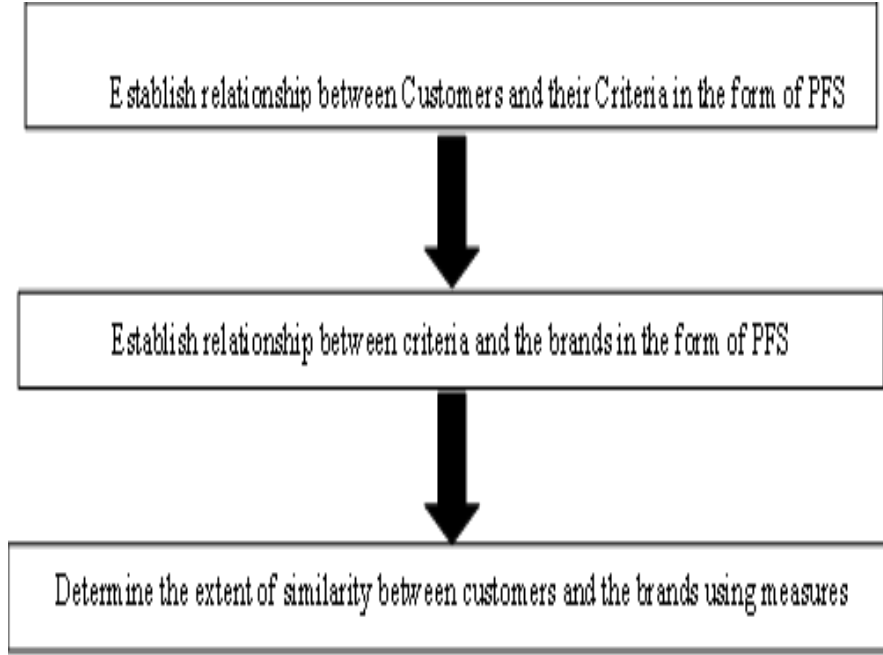 Establish relationship between Customers and their Criteria in the form of PFS
Establish relationship between criteria and the brands in the form of PFS
Determine the extent of similarity between customers and the brands using measures